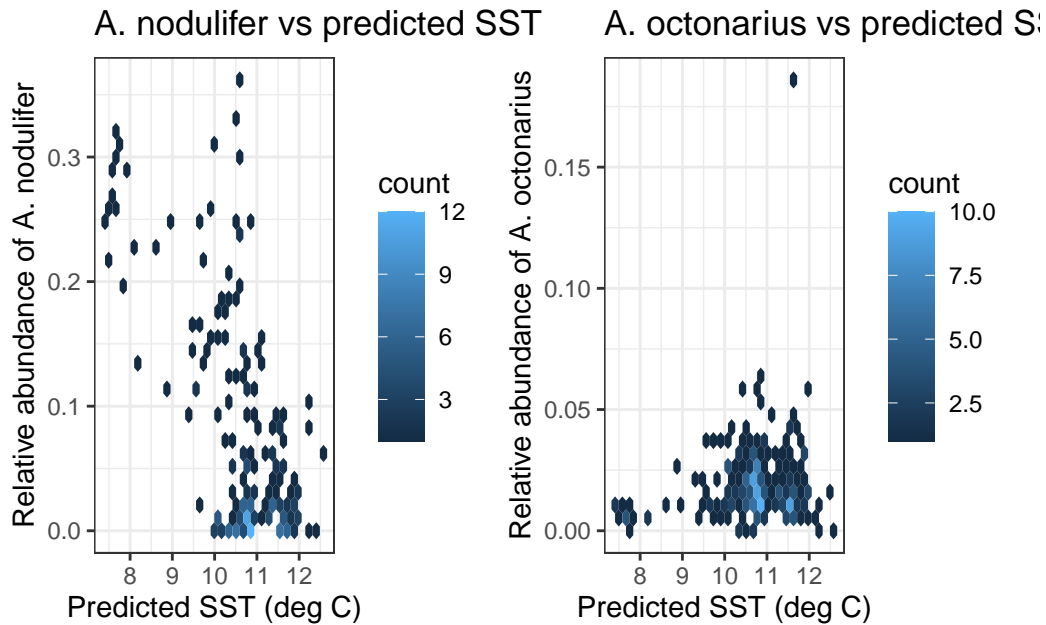 A. nodulifer vs predicted SST
Relative abundance of A. nodulifer
0.3
0.2
0.1
0.0
8 9 10 11 12
Predicted SST (deg C)
count
12
9
6
3
A. octonarius vs predicted SS
Relative abundance of A. octonarius
0.15
0.10
0.05
0.00
8 9 10 11 12
Predicted SST (deg C)
count
10.0
7.5
5.0
2.5